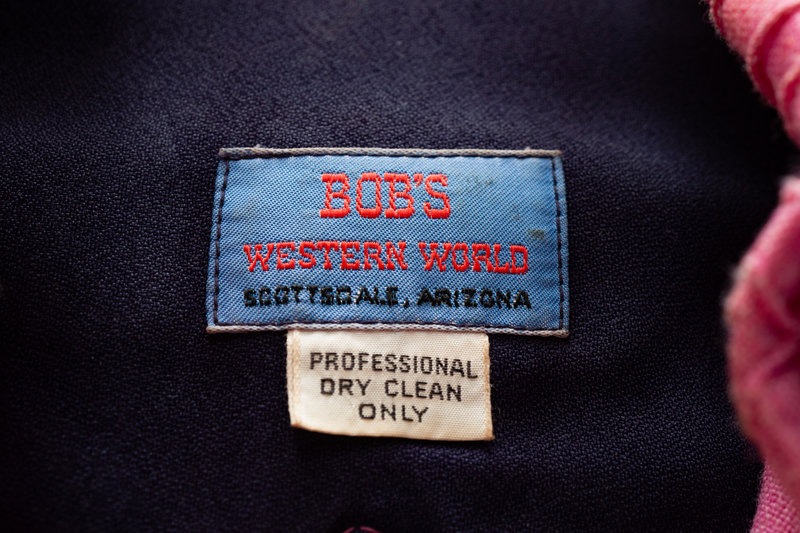 BOB'S
WESTERN WORLD
SCOTTSDALE, ARIZONA
PROFESSIONAL
DRY CLEAN
ONLY